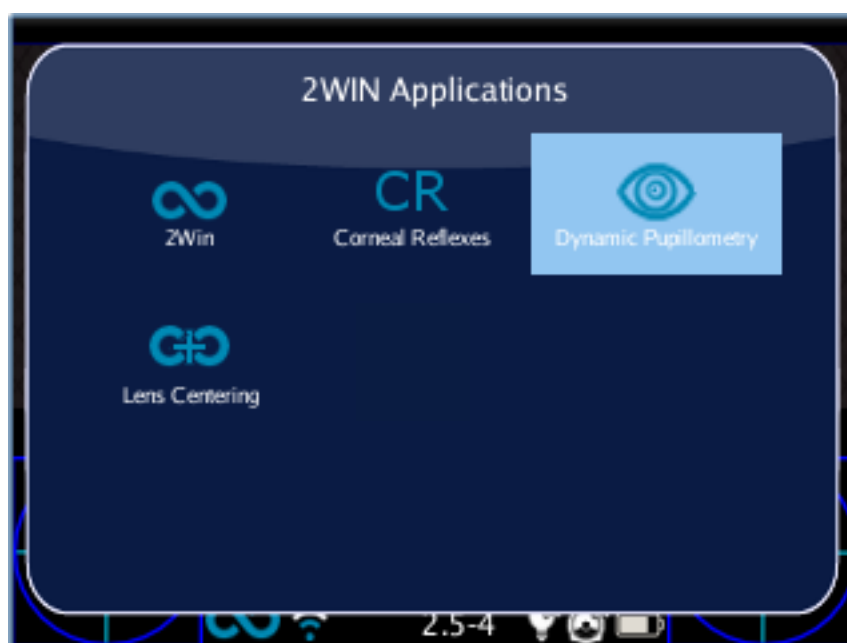 2WIN Applications
CR
2Win
Corneal Reflexes
Dynamic Pupillometry
Lens Centering
2.5-4